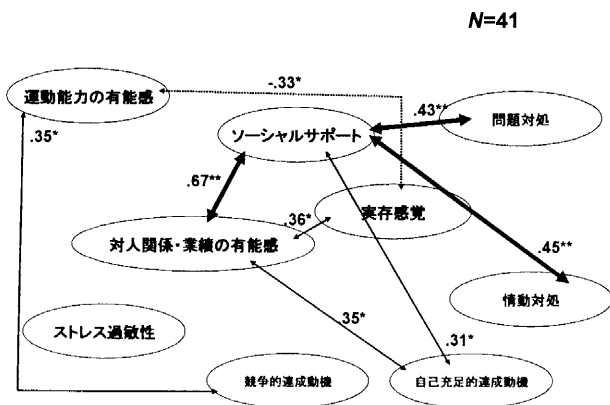 N=41
運動能力の有能感
-.33*
.35*
ソーシャルサポート
.43**
問題対処
.67**
.36*
実存感覚
対人関係・業績の有能感
.45**
情動対処
ストレス過敏性
.35*
.31*
競争的達成動機
自己充足的達成動機